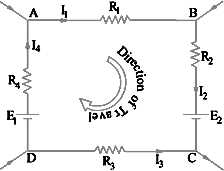 A
I1
R1
B
I4
R4
R2
Direction of Travel
I2
E1
E2
D
R3
I3
C